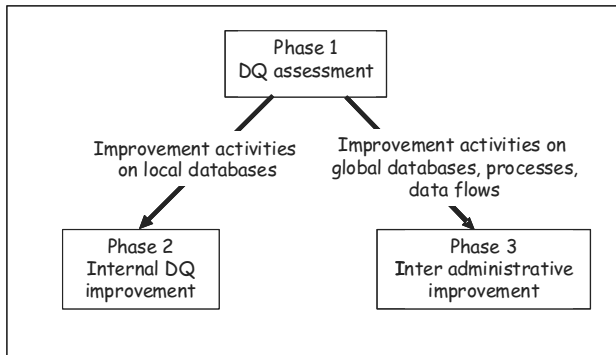 Phase 1
DQ assessment
Improvement activities
on local databases
Improvement activities on
global databases, processes,
data flows
Phase 2
Internal DQ
improvement
Phase 3
Inter administrative
improvement